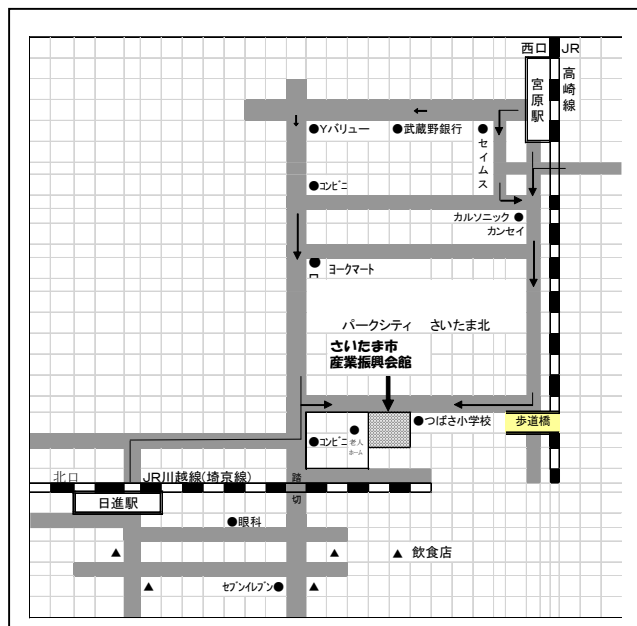 西口 JR
高崎線
宮原駅
●Yバリュー
●武蔵野銀行
●セイムス
●コンビニ
カルソニック ●
カンセイ
● ヨークマート
パークシティ さいたま北
さいたま市
産業振興会館
●つばさ小学校
歩道橋
●コンビニ
●
老人
ホーム
北口
JR川越線(埼京線)
踏切
日進駅
●眼科
▲ 飲食店
セブンイレブン●